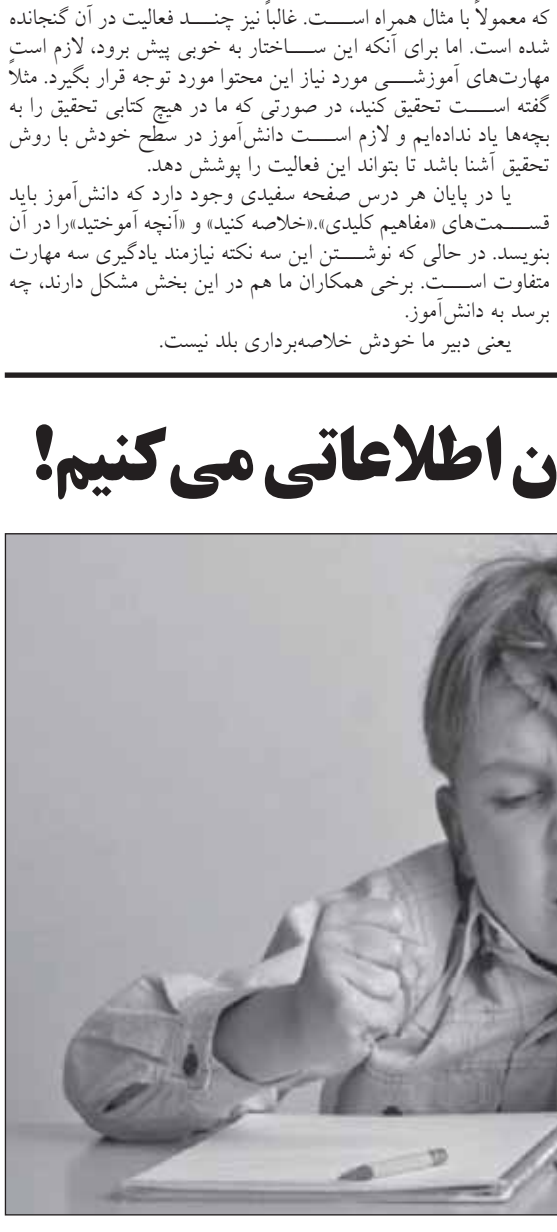 که معمولاً با مثال همراه است. غالباً نیز چند فعالیت در آن گنجانده
شده است. اما برای آنکه این ساختار به خوبی پیش برود، لازم است
مهارت‌های آموزشی مورد نیاز این محتوا مورد توجه قرار بگیرد. مثلاً
گفته است تحقیق کنید، در صورتی که ما در هیچ کتابی تحقیق را به
بچه‌ها یاد نداده‌ایم و لازم است دانش‌آموز در سطح خودش با روش
تحقیق آشنا باشد تا بتواند این فعالیت را پوشش دهد.
یا در پایان هر درس صفحه سفیدی وجود دارد که دانش‌آموز باید
قسمت‌های «مفاهیم کلیدی»،«خلاصه کنید» و «آنچه آموختید»را در آن
بنویسد. در حالی که نوشتن این سه نکته نیازمند یادگیری سه مهارت
متفاوت است. برخی همکاران ما هم در این بخش مشکل دارند، چه
برسد به دانش‌آموز.
یعنی دبیر ما خودش خلاصه‌برداری بلد نیست.
ن اطلاعاتی می‌کنیم!